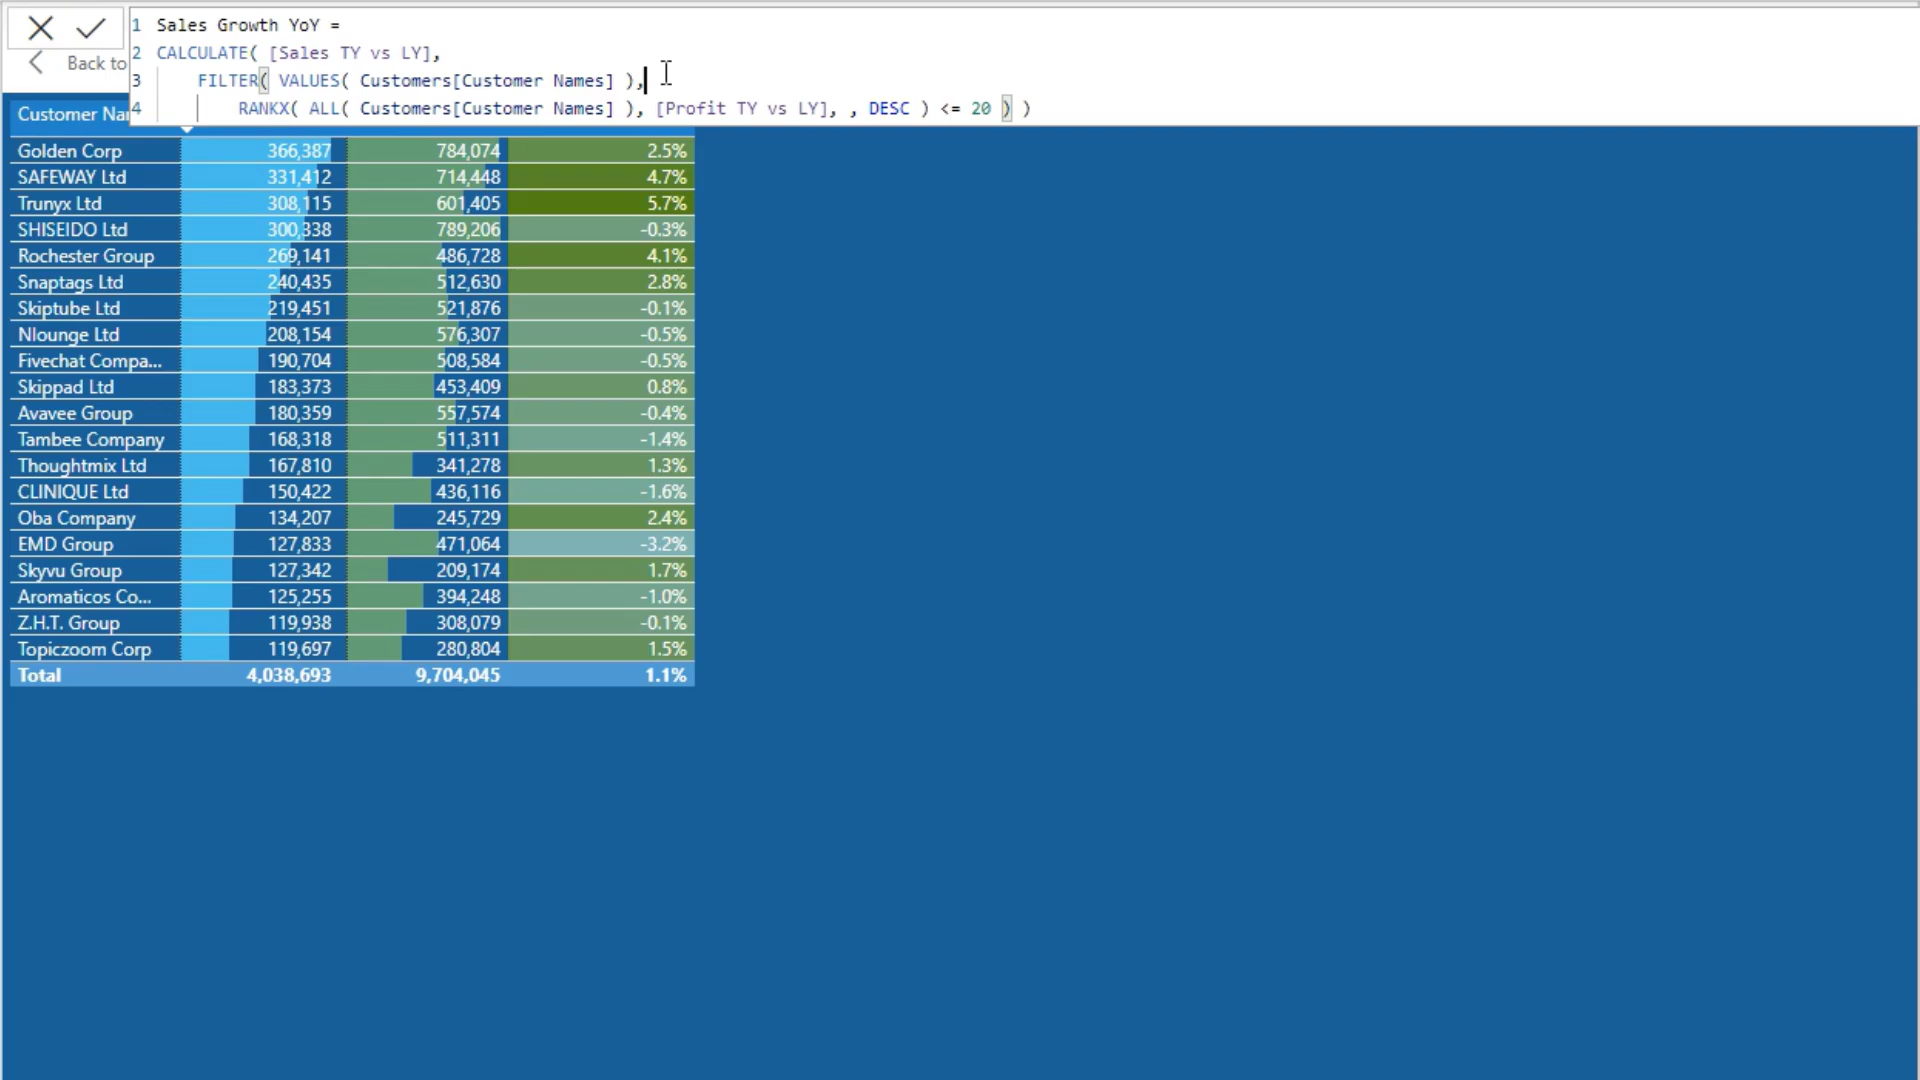 1 Sales Growth YoY =
2 CALCULATE( [Sales TY vs LY],
Back to
3 FILTER( VALUES( Customers[Customer Names] ),
4 RANKX( ALL( Customers[Customer Names] ), [Profit TY vs LY], , DESC ) <= 20 ) )
Customer
Golden Corp 366,387 784,074 2.5%
SAFEWAY Ltd 331,412 714,448 4.7%
Trunyx Ltd 308,115 601,405 5.7%
SHISEIDO Ltd 300,338 789,206 -0.3%
Rochester Group 269,141 486,728 4.1%
Snaptags Ltd 240,435 512,630 2.8%
Skiptube Ltd 219,451 521,876 -0.1%
Nlounge Ltd 208,154 576,307 -0.5%
Fivechat Compa... 190,704 508,584 -0.5%
Skippad Ltd 183,373 453,409 0.8%
Avavee Group 180,359 557,574 -0.4%
Tambee Company 168,318 511,311 -1.4%
Thoughtmix Ltd 167,810 341,278 1.3%
CLINIQUE Ltd 150,422 436,116 -1.6%
Oba Company 134,207 245,729 2.4%
EMD Group 127,833 471,064 -3.2%
Skyvu Group 127,342 209,174 1.7%
Aromaticos Co... 125,255 394,248 -1.0%
Z.H.T. Group 119,938 308,079 -0.1%
Topiczoom Corp 119,697 280,804 1.5%
Total 4,038,693 9,704,045 1.1%